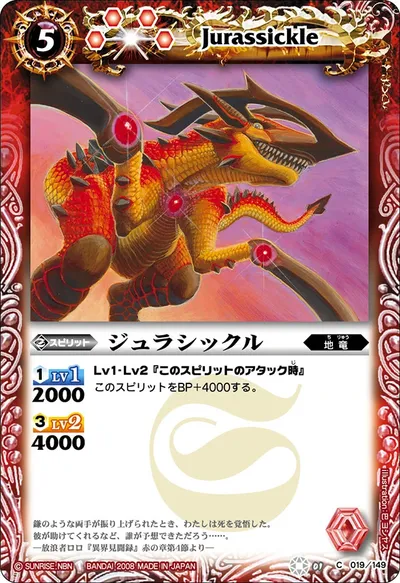 5
Jurassickle
スピリット
ジュラシックル
ち りゅう
地竜
1 LV1
2000
3 LV2
4000
Lv1・Lv2『このスピリットのアタック時』
このスピリットをBP+4000する。
鎌のような両手が振り上げられたとき、わたしは死を覚悟した。
彼が助けてくれるなど、誰が予想できただろう……。
―放浪者ロロ『異界見聞録』赤の章第4節より―
© SUNRISE, NBN BANDAI 2008 MADE IN JAPAN
01
C 019/149